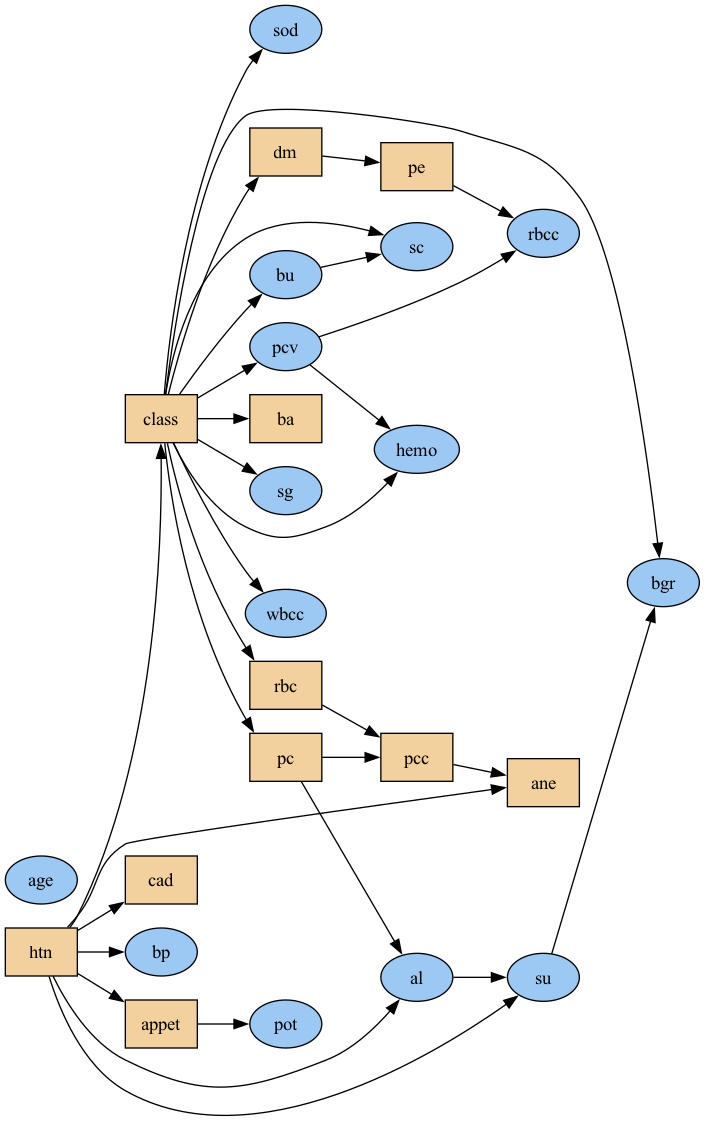 sod
dm
pe
rbcc
sc
bu
pcv
class
ba
hemo
sg
bgr
wbcc
rbc
pc
pcc
ane
age
cad
htn
bp
al
su
appet
pot